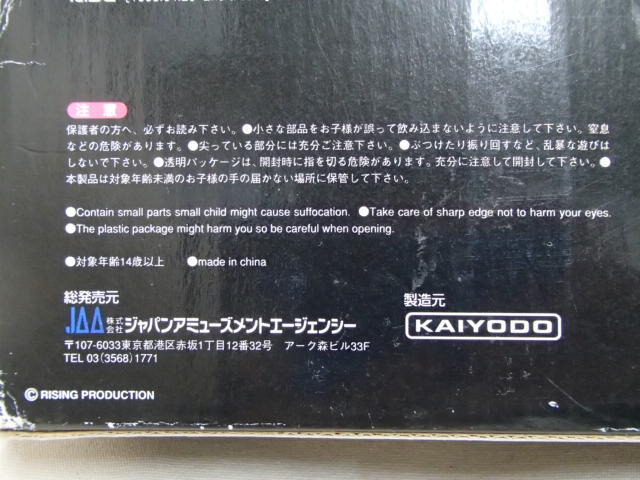 注意
保護者の方へ、必ずお読み下さい。●小さな部品をお子様が誤って飲み込まないように注意して下さい。窒息
などの危険があります。●尖っている部分には充分ご注意下さい。●ぶつけたり振り回すなど、乱暴な遊びは
しないで下さい。●透明パッケージは、開封時に指を切る危険があります。充分に注意して開封して下さい。●
本製品は対象年齢未満のお子様の手の届かない場所に保管して下さい。
●Contain small parts small child might cause suffocation. ●Take care of sharp edge not to harm your eyes.
●The plastic package might harm you so be careful when opening.
●対象年齢14歳以上 ●made in china
総発売元
JAA 株式会社ジャパンアミューズメントエージェンシー
〒107-6033東京都港区赤坂1丁目12番32号 アーク森ビル33F
TEL 03(3568)1771
製造元
KAIYODO
© RISING PRODUCTION